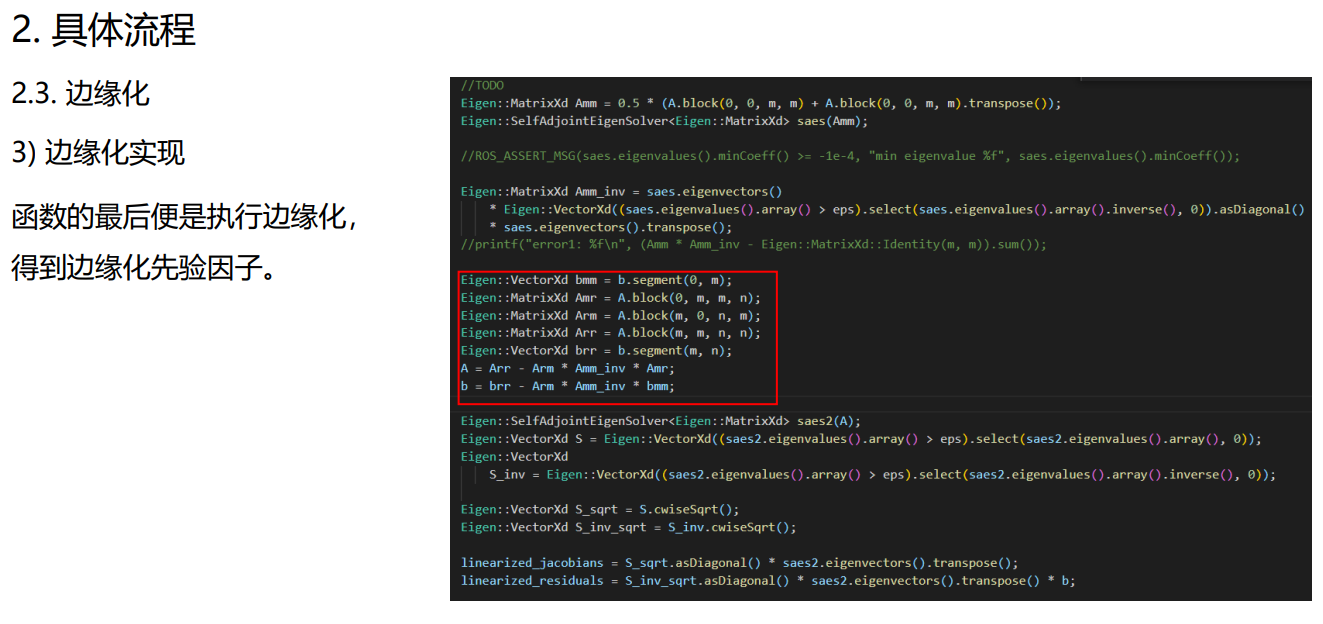 2. 具体流程
2.3. 边缘化
3) 边缘化实现
函数的最后便是执行边缘化，
得到边缘化先验因子。
//TODO
Eigen::MatrixXd Amm = 0.5 * (A.block(0, 0, m, m) + A.block(0, 0, m, m).transpose());
Eigen::SelfAdjointEigenSolver<Eigen::MatrixXd> saes(Amm);
//ROS_ASSERT_MSG(saes.eigenvalues().minCoeff() >= -1e-4, "min eigenvalue %f", saes.eigenvalues().minCoeff());
Eigen::MatrixXd Amm_inv = saes.eigenvectors()
* Eigen::VectorXd((saes.eigenvalues().array() > eps).select(saes.eigenvalues().array().inverse(), 0)).asDiagonal()
* saes.eigenvectors().transpose();
//printf("error1: %f\n", (Amm * Amm_inv - Eigen::MatrixXd::Identity(m, m)).sum());
Eigen::VectorXd bmm = b.segment(0, m);
Eigen::MatrixXd Amr = A.block(0, m, m, n);
Eigen::MatrixXd Arm = A.block(m, 0, n, m);
Eigen::MatrixXd Arr = A.block(m, m, n, n);
Eigen::VectorXd brr = b.segment(m, n);
A = Arr - Arm * Amm_inv * Amr;
b = brr - Arm * Amm_inv * bmm;
Eigen::SelfAdjointEigenSolver<Eigen::MatrixXd> saes2(A);
Eigen::VectorXd S = Eigen::VectorXd((saes2.eigenvalues().array() > eps).select(saes2.eigenvalues().array(), 0));
Eigen::VectorXd
S_inv = Eigen::VectorXd((saes2.eigenvalues().array() > eps).select(saes2.eigenvalues().array().inverse(), 0));
Eigen::VectorXd S_sqrt = S.cwiseSqrt();
Eigen::VectorXd S_inv_sqrt = S_inv.cwiseSqrt();
linearized_jacobians = S_sqrt.asDiagonal() * saes2.eigenvectors().transpose();
linearized_residuals = S_inv_sqrt.asDiagonal() * saes2.eigenvectors().transpose() * b;